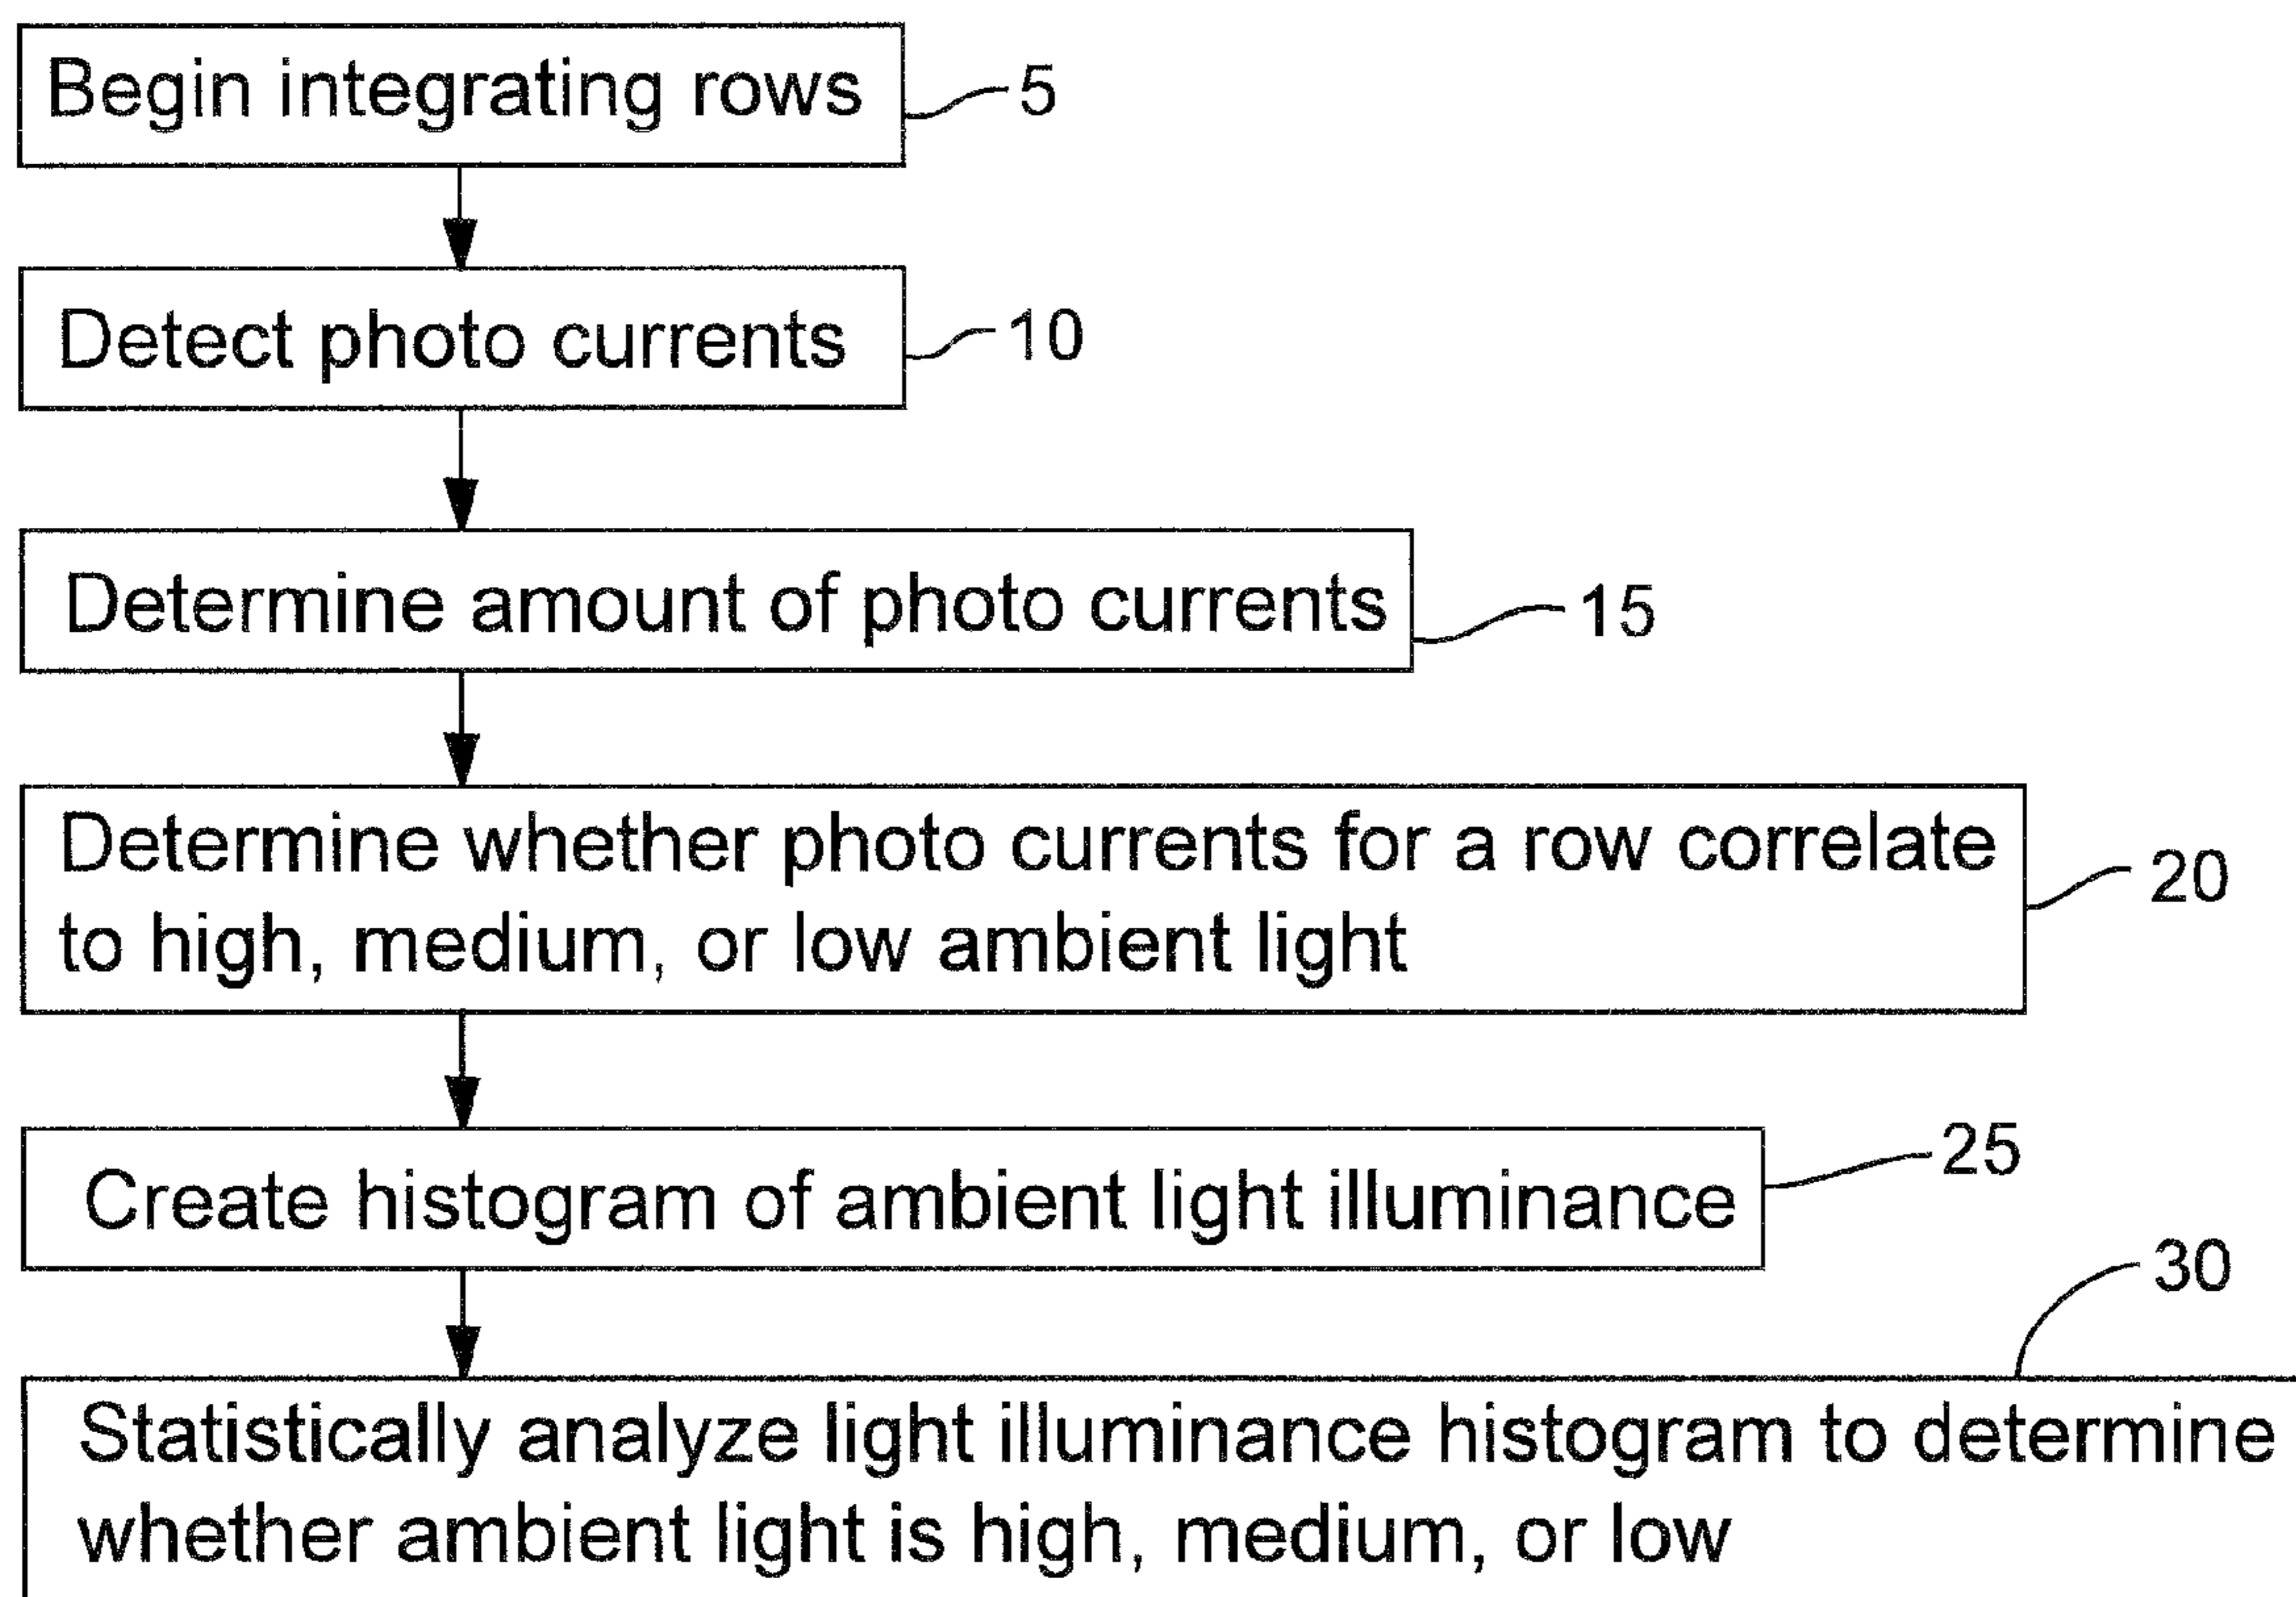 Begin integrating rows
5
Detect photo currents
10
Determine amount of photo currents
15
Determine whether photo currents for a row correlate
to high, medium, or low ambient light
20
Create histogram of ambient light illuminance
25
30
Statistically analyze light illuminance histogram to determine
whether ambient light is high, medium, or low